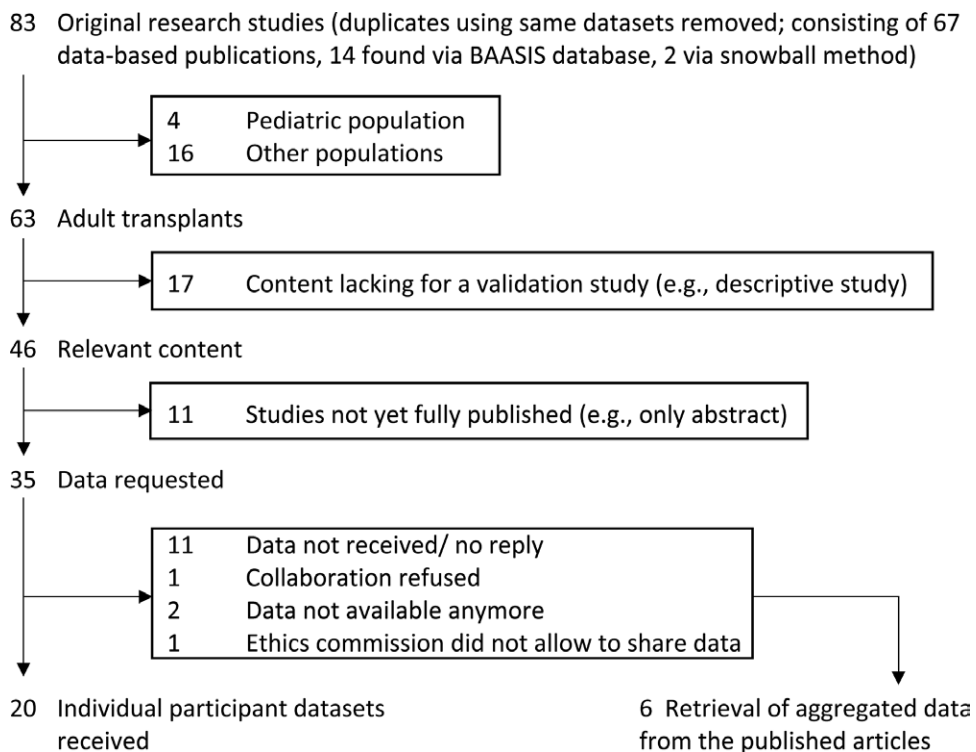 83 Original research studies (duplicates using same datasets removed; consisting of 67
data-based publications, 14 found via BAASIS database, 2 via snowball method)
4 Pediatric population
16 Other populations
63 Adult transplants
17 Content lacking for a validation study (e.g., descriptive study)
46 Relevant content
11 Studies not yet fully published (e.g., only abstract)
35 Data requested
11 Data not received/ no reply
1 Collaboration refused
2 Data not available anymore
1 Ethics commission did not allow to share data
20 Individual participant datasets
received
6 Retrieval of aggregated data
from the published articles